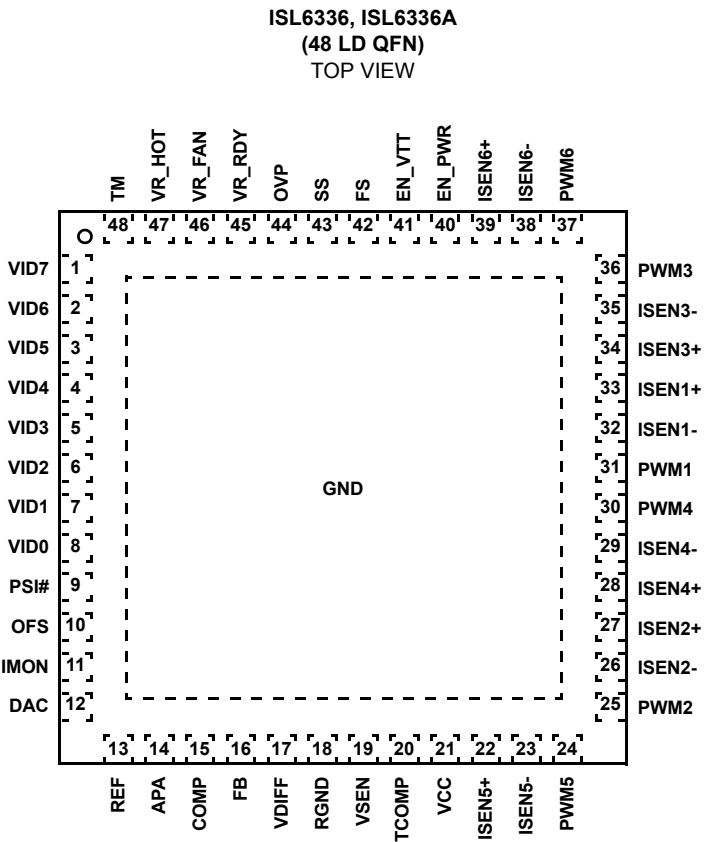 ISL6336, ISL6336A
(48 LD QFN)
TOP VIEW
TM VR_HOT VR_FAN VR_RDY OVP SS FS EN_VTT EN_PWR ISEN6+ ISEN6- PWM6
48 47 46 45 44 43 42 41 40 39 38 37
VID7 1 36 PWM3
VID6 2 35 ISEN3-
VID5 3 34 ISEN3+
VID4 4 33 ISEN1+
VID3 5 32 ISEN1-
VID2 6 31 PWM1
GND
VID1 7 30 PWM4
VID0 8 29 ISEN4-
PSI# 9 28 ISEN4+
OFS 10 27 ISEN2+
IMON 11 26 ISEN2-
DAC 12 25 PWM2
13 14 15 16 17 18 19 20 21 22 23 24
REF APA COMP FB VDIFF RGND VSEN TCOMP VCC ISEN5+ ISEN5- PWM5